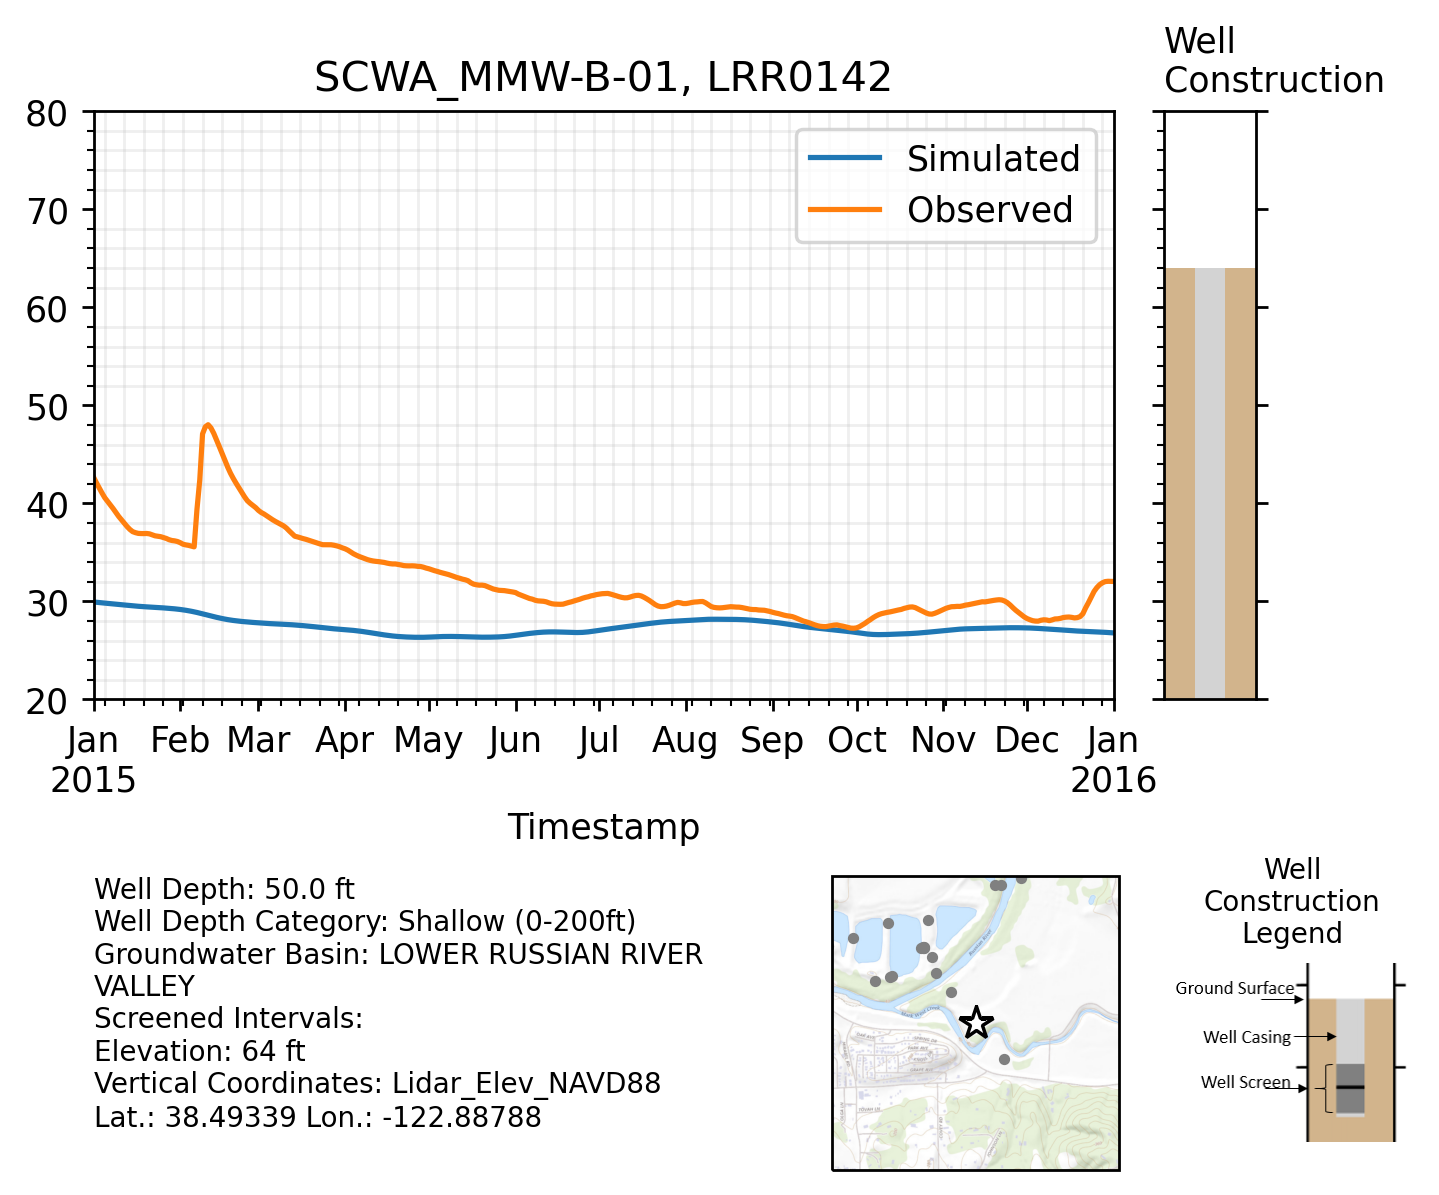 Well
Construction
SCWA_MMW-B-01, LRR0142
80
70
60
50
40
30
20
Simulated
Observed
Jan
2015
Feb
Mar
Apr
May
Jun
Jul
Aug
Sep
Oct
Nov
Dec
Jan
2016
Timestamp
Well Depth: 50.0 ft
Well Depth Category: Shallow (0-200ft)
Groundwater Basin: LOWER RUSSIAN RIVER
VALLEY
Screened Intervals:
Elevation: 64 ft
Vertical Coordinates: Lidar_Elev_NAVD88
Lat.: 38.49339 Lon.: -122.88788
Well
Construction
Legend
Ground Surface
Well Casing
Well Screen